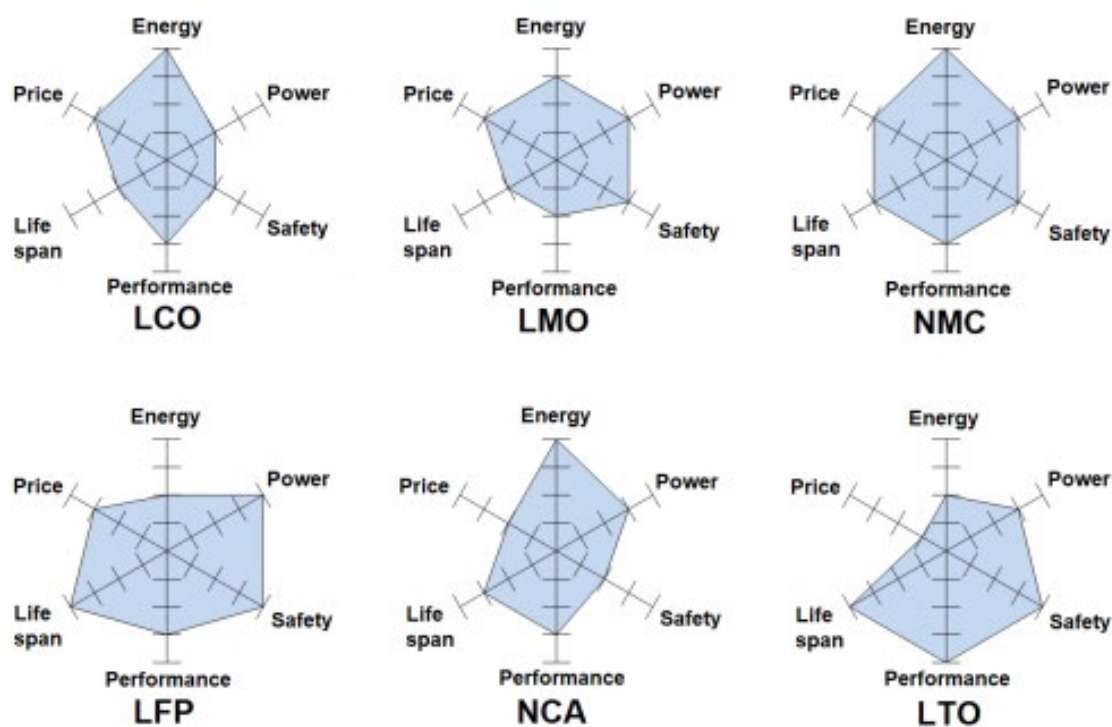 Energy
Price
Power
Life
span
Safety
Performance
LCO
Energy
Price
Power
Life
span
Safety
Performance
LMO
Energy
Price
Power
Life
span
Safety
Performance
NMC
Energy
Price
Power
Life
span
Safety
Performance
LFP
Energy
Price
Power
Life
span
Safety
Performance
NCA
Energy
Price
Power
Life
span
Safety
Performance
LTO